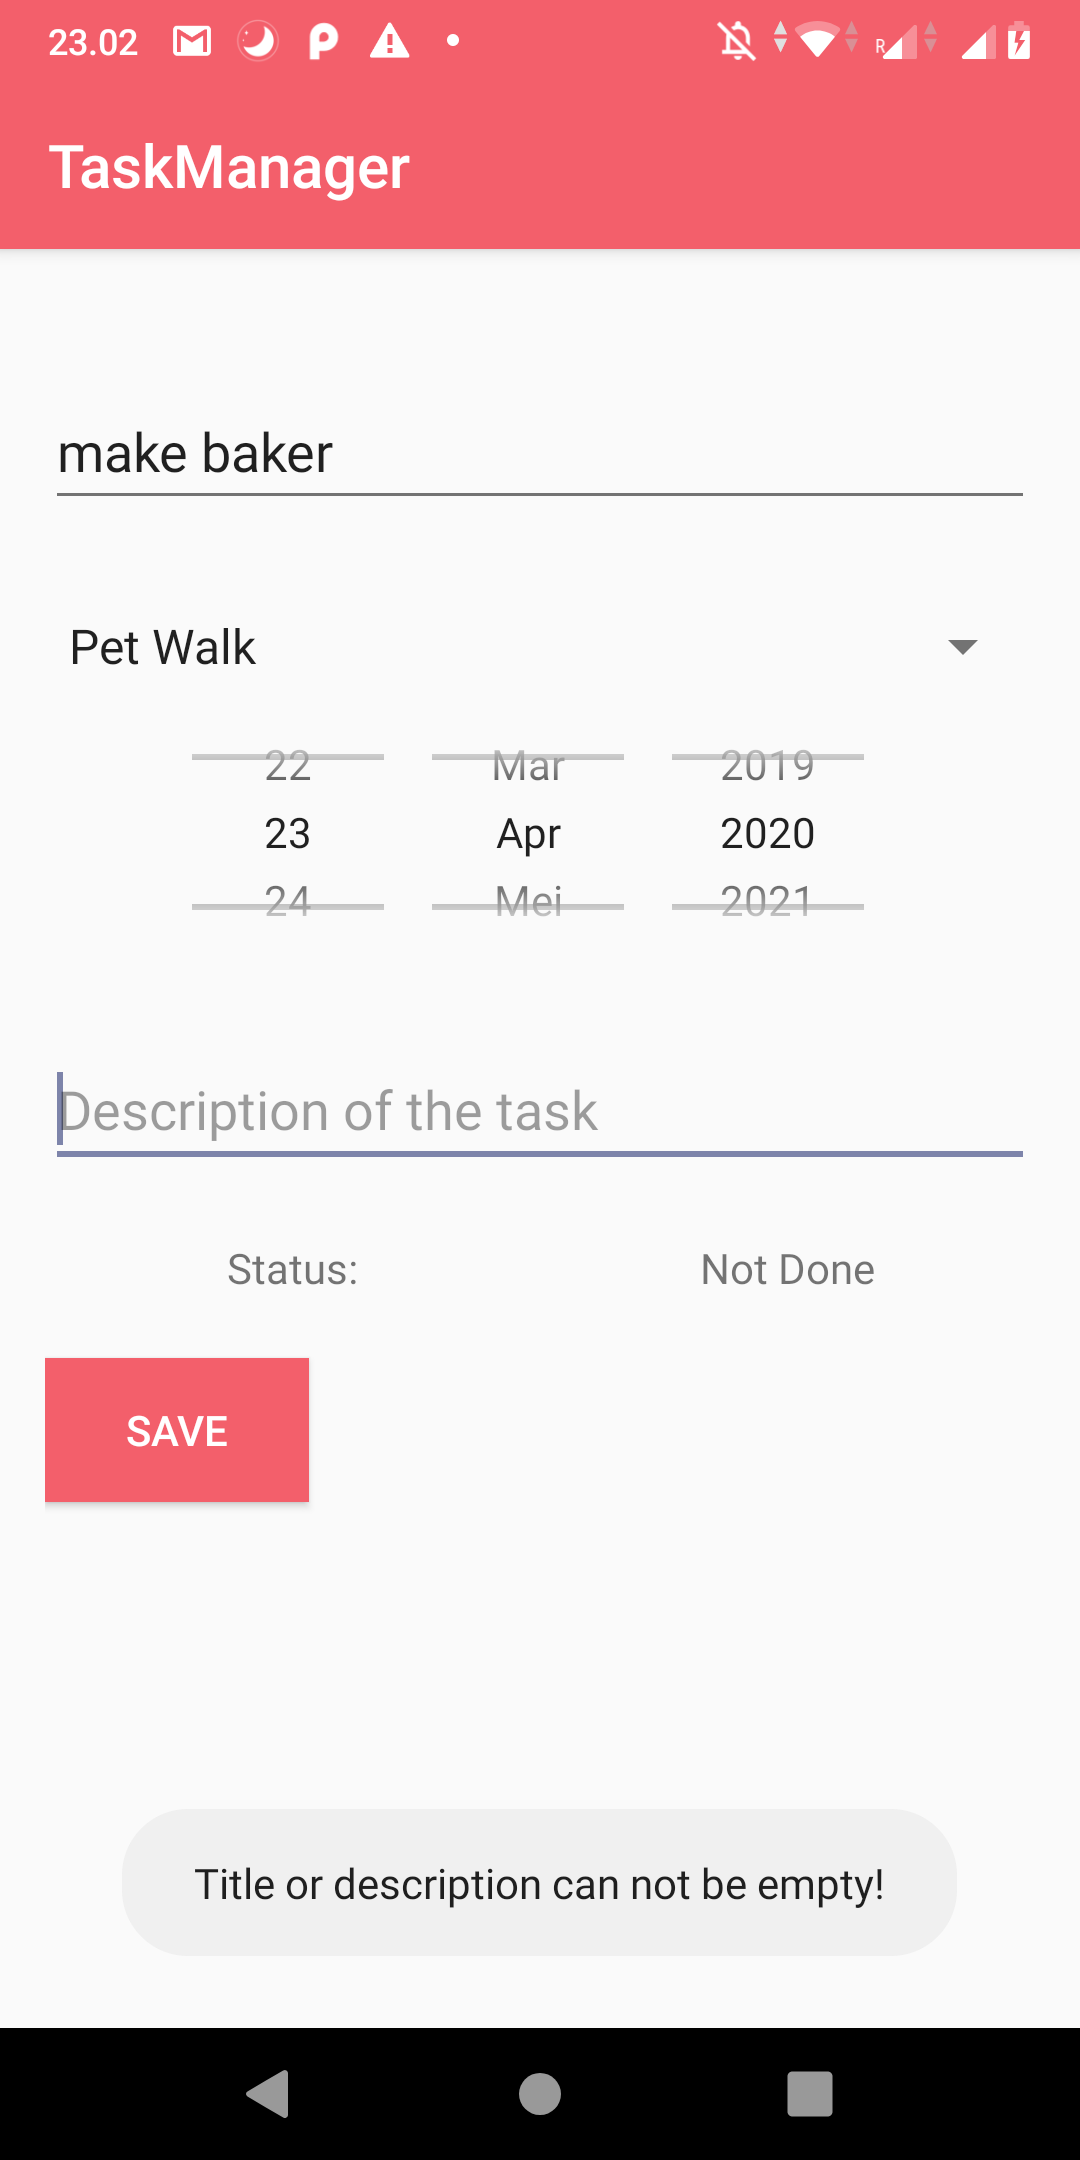 23.02
R
TaskManager
make baker
Pet Walk
22 Mar 2019
23 Apr 2020
24 Mei 2021
Description of the task
Status: Not Done
SAVE
Title or description can not be empty!